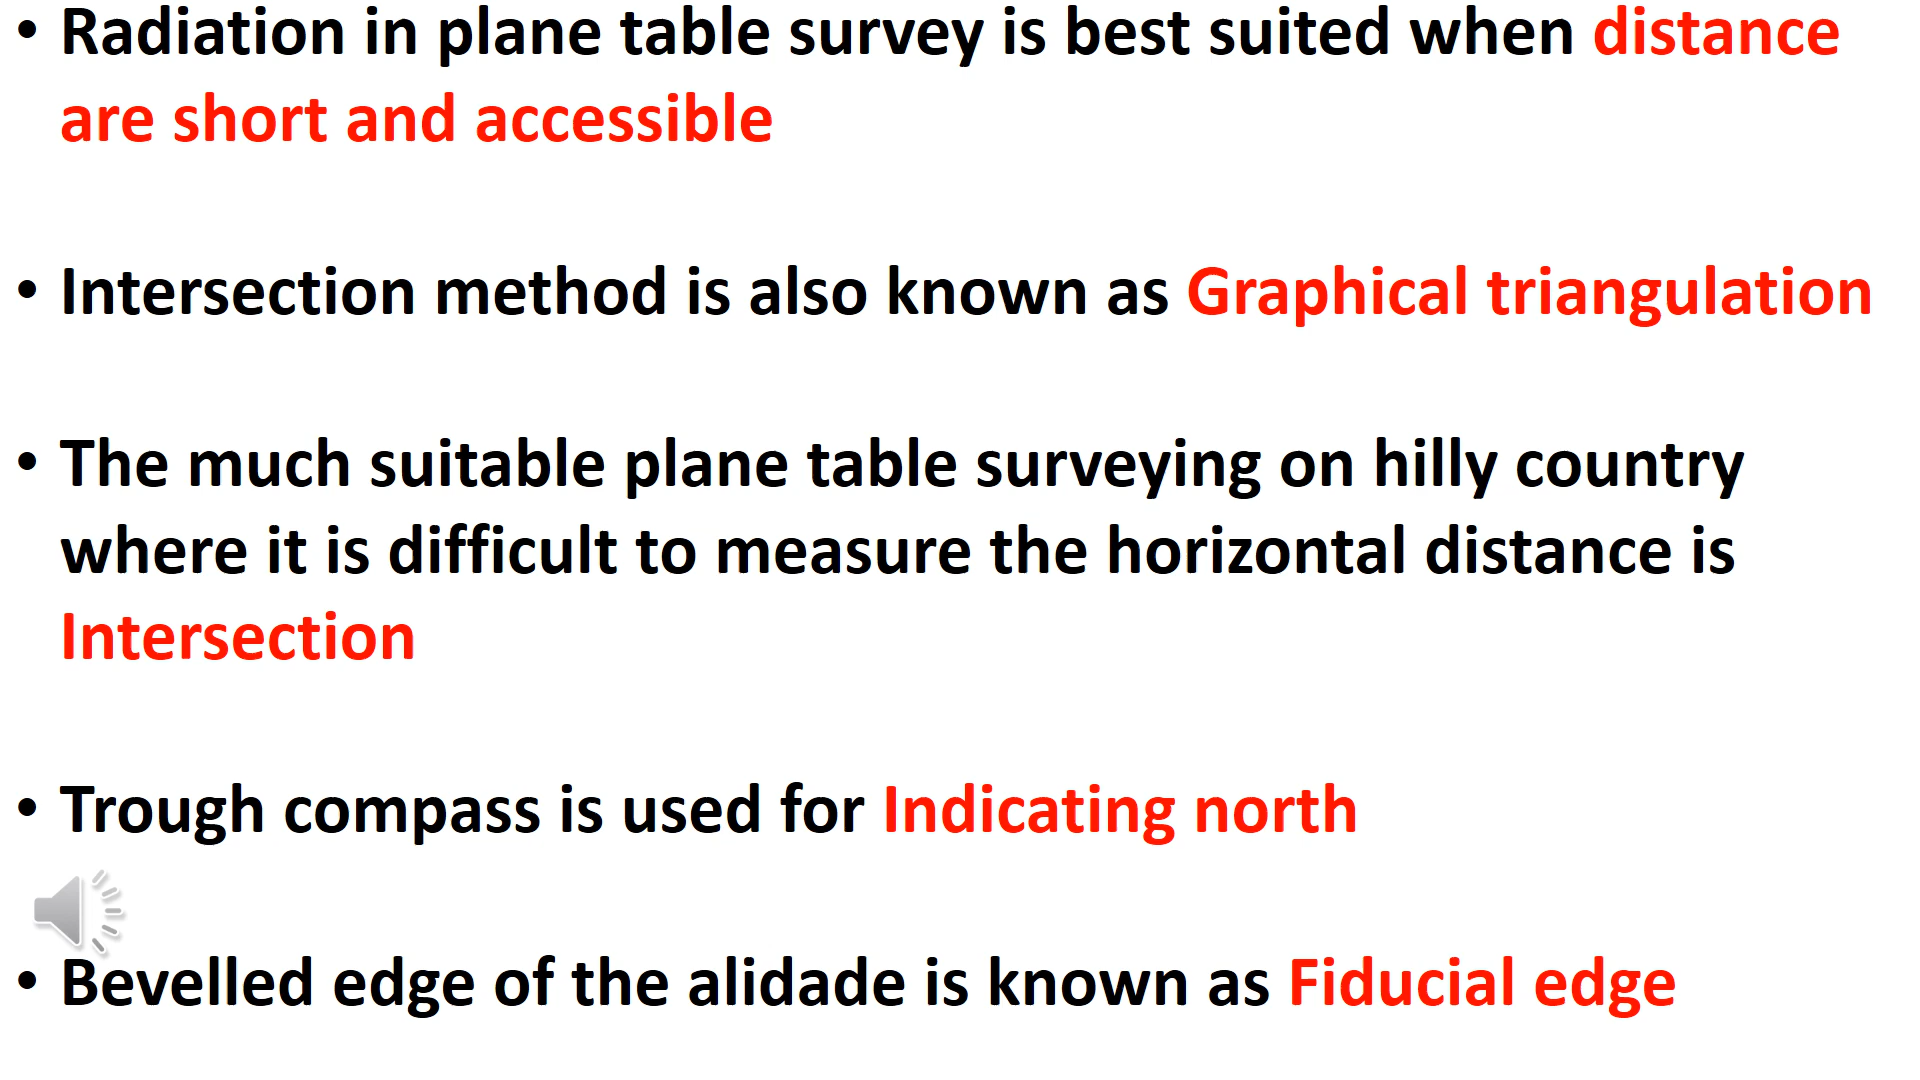 • Radiation in plane table survey is best suited when distance
are short and accessible
• Intersection method is also known as Graphical triangulation
• The much suitable plane table surveying on hilly country
where it is difficult to measure the horizontal distance is
Intersection
• Trough compass is used for Indicating north
• Bevelled edge of the alidade is known as Fiducial edge